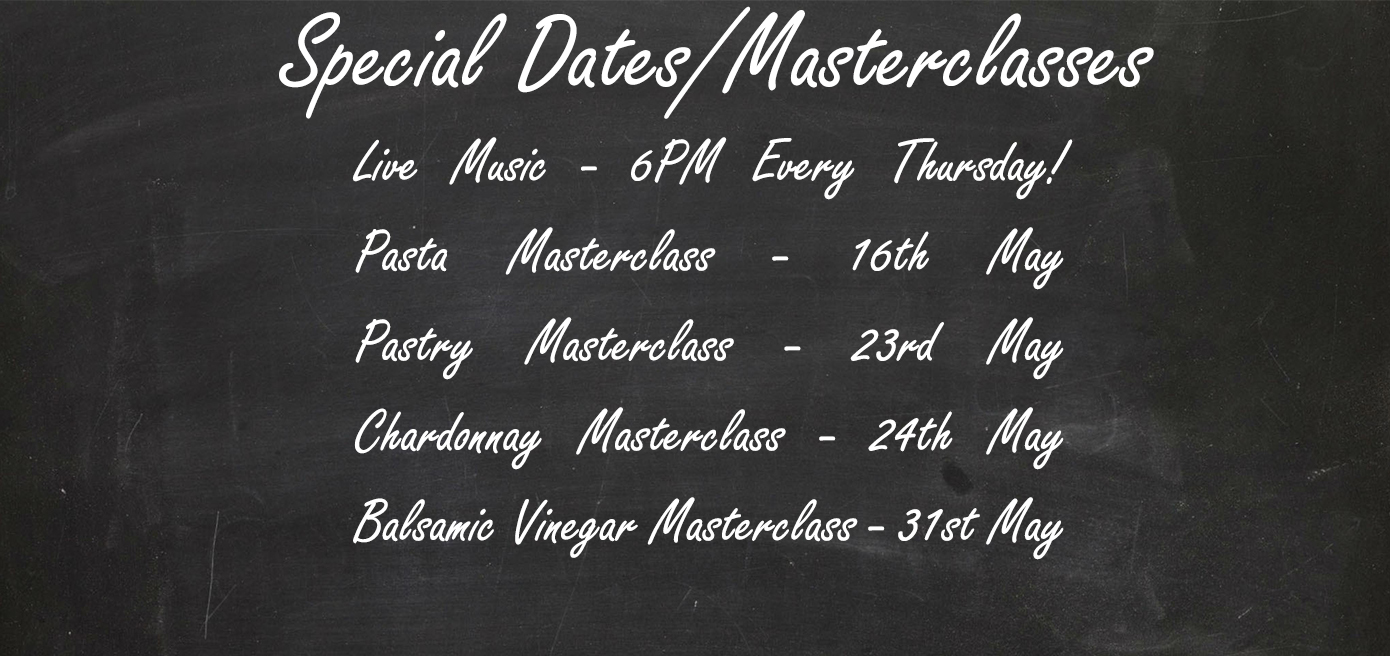 Special Dates/Masterclasses
Live Music - 6PM Every Thursday!
Pasta Masterclass - 16th May
Pastry Masterclass - 23rd May
Chardonnay Masterclass - 24th May
Balsamic Vinegar Masterclass - 31st May